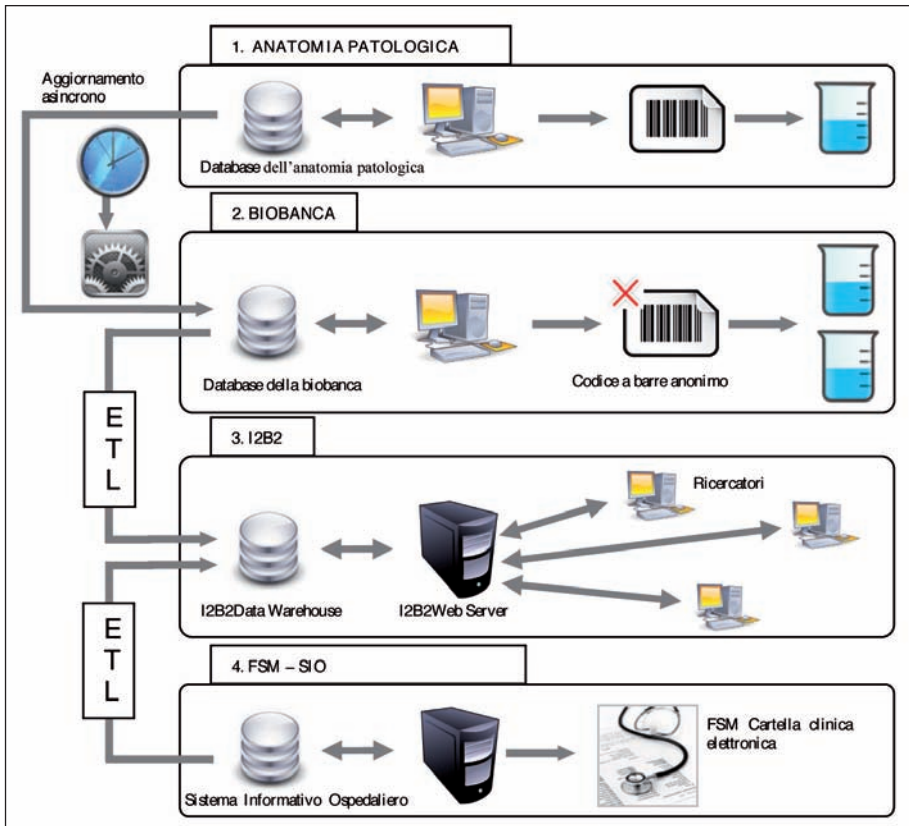 1. ANATOMIA PATOLOGICA
Aggiornamento
asincrono
Database dell'anatomia patologica
2. BIOBANCA
Database della biobanca
Codice a barre anonimo
E
T
L
3. I2B2
Ricercatori
I2B2Data Warehouse
I2B2Web Server
E
T
L
4. FSM – SIO
FSM Cartella clinica
elettronica
Sistema Informativo Ospedaliero